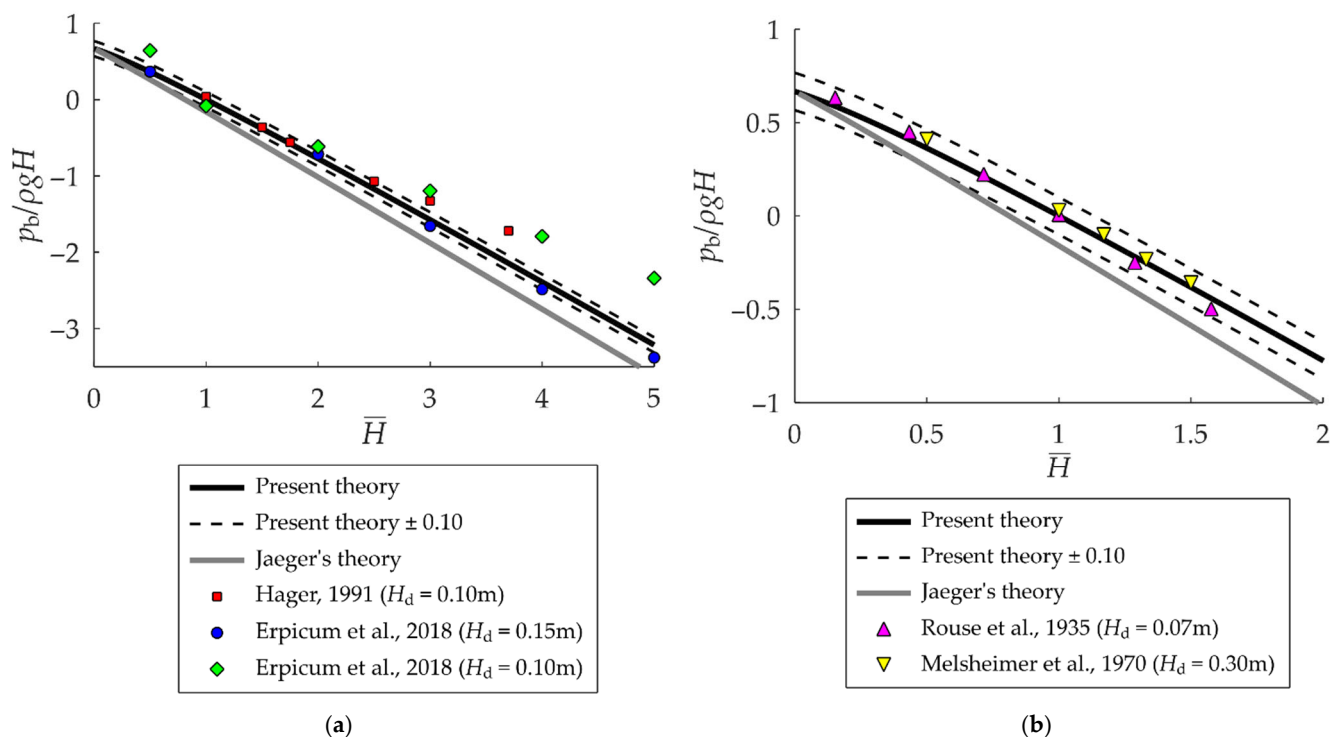 1
0
−1
−2
−3
p_b/ρgH
0 1 2 3 4 5
H̅
Present theory
Present theory ± 0.10
Jaeger's theory
Hager, 1991 (H_d = 0.10m)
Erpicum et al., 2018 (H_d = 0.15m)
Erpicum et al., 2018 (H_d = 0.10m)
(a)
1
0.5
0
−0.5
−1
p_b/ρgH
0 0.5 1 1.5 2
H̅
Present theory
Present theory ± 0.10
Jaeger's theory
Rouse et al., 1935 (H_d = 0.07m)
Melsheimer et al., 1970 (H_d = 0.30m)
(b)